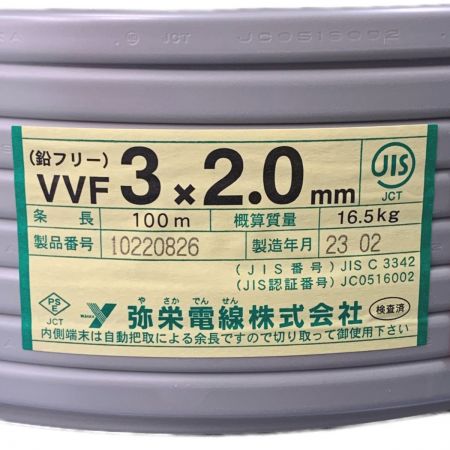 JCT JC0516002
(鉛フリー)
VVF 3×2.0mm
JIS
JCT
条長 100m 概算質量 16.5kg
製品番号 10220826 製造年月 23 02
(JIS番号) JIS C 3342
(JIS認証番号) JC0516002
PS
E
JCT
やさかでんせん
弥栄電線株式会社
検査済
内側端末は自動把取による余長ですので切り取って御使用下さい